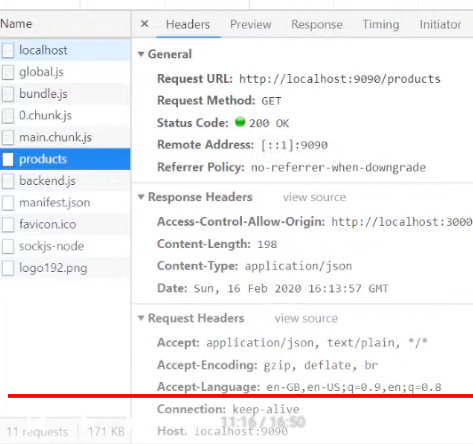 Name
localhost
global.js
bundle.js
0.chunk.js
main.chunk.js
products
backend.js
manifest.json
favicon.ico
sockjs-node
logo192.png
11 requests 171 KB
× Headers Preview Response Timing Initiator
General
Request URL: http://localhost:9090/products
Request Method: GET
Status Code: 200 OK
Remote Address: [::1]:9090
Referrer Policy: no-referrer-when-downgrade
Response Headers view source
Access-Control-Allow-Origin: http://localhost:3000
Content-Length: 198
Content-Type: application/json
Date: Sun, 16 Feb 2020 16:13:57 GMT
Request Headers view source
Accept: application/json, text/plain, */*
Accept-Encoding: gzip, deflate, br
Accept-Language: en-GB,en-US;q=0.9,en;q=0.8
Connection: keep-alive
Host: localhost:9090
11:16 / 16:50